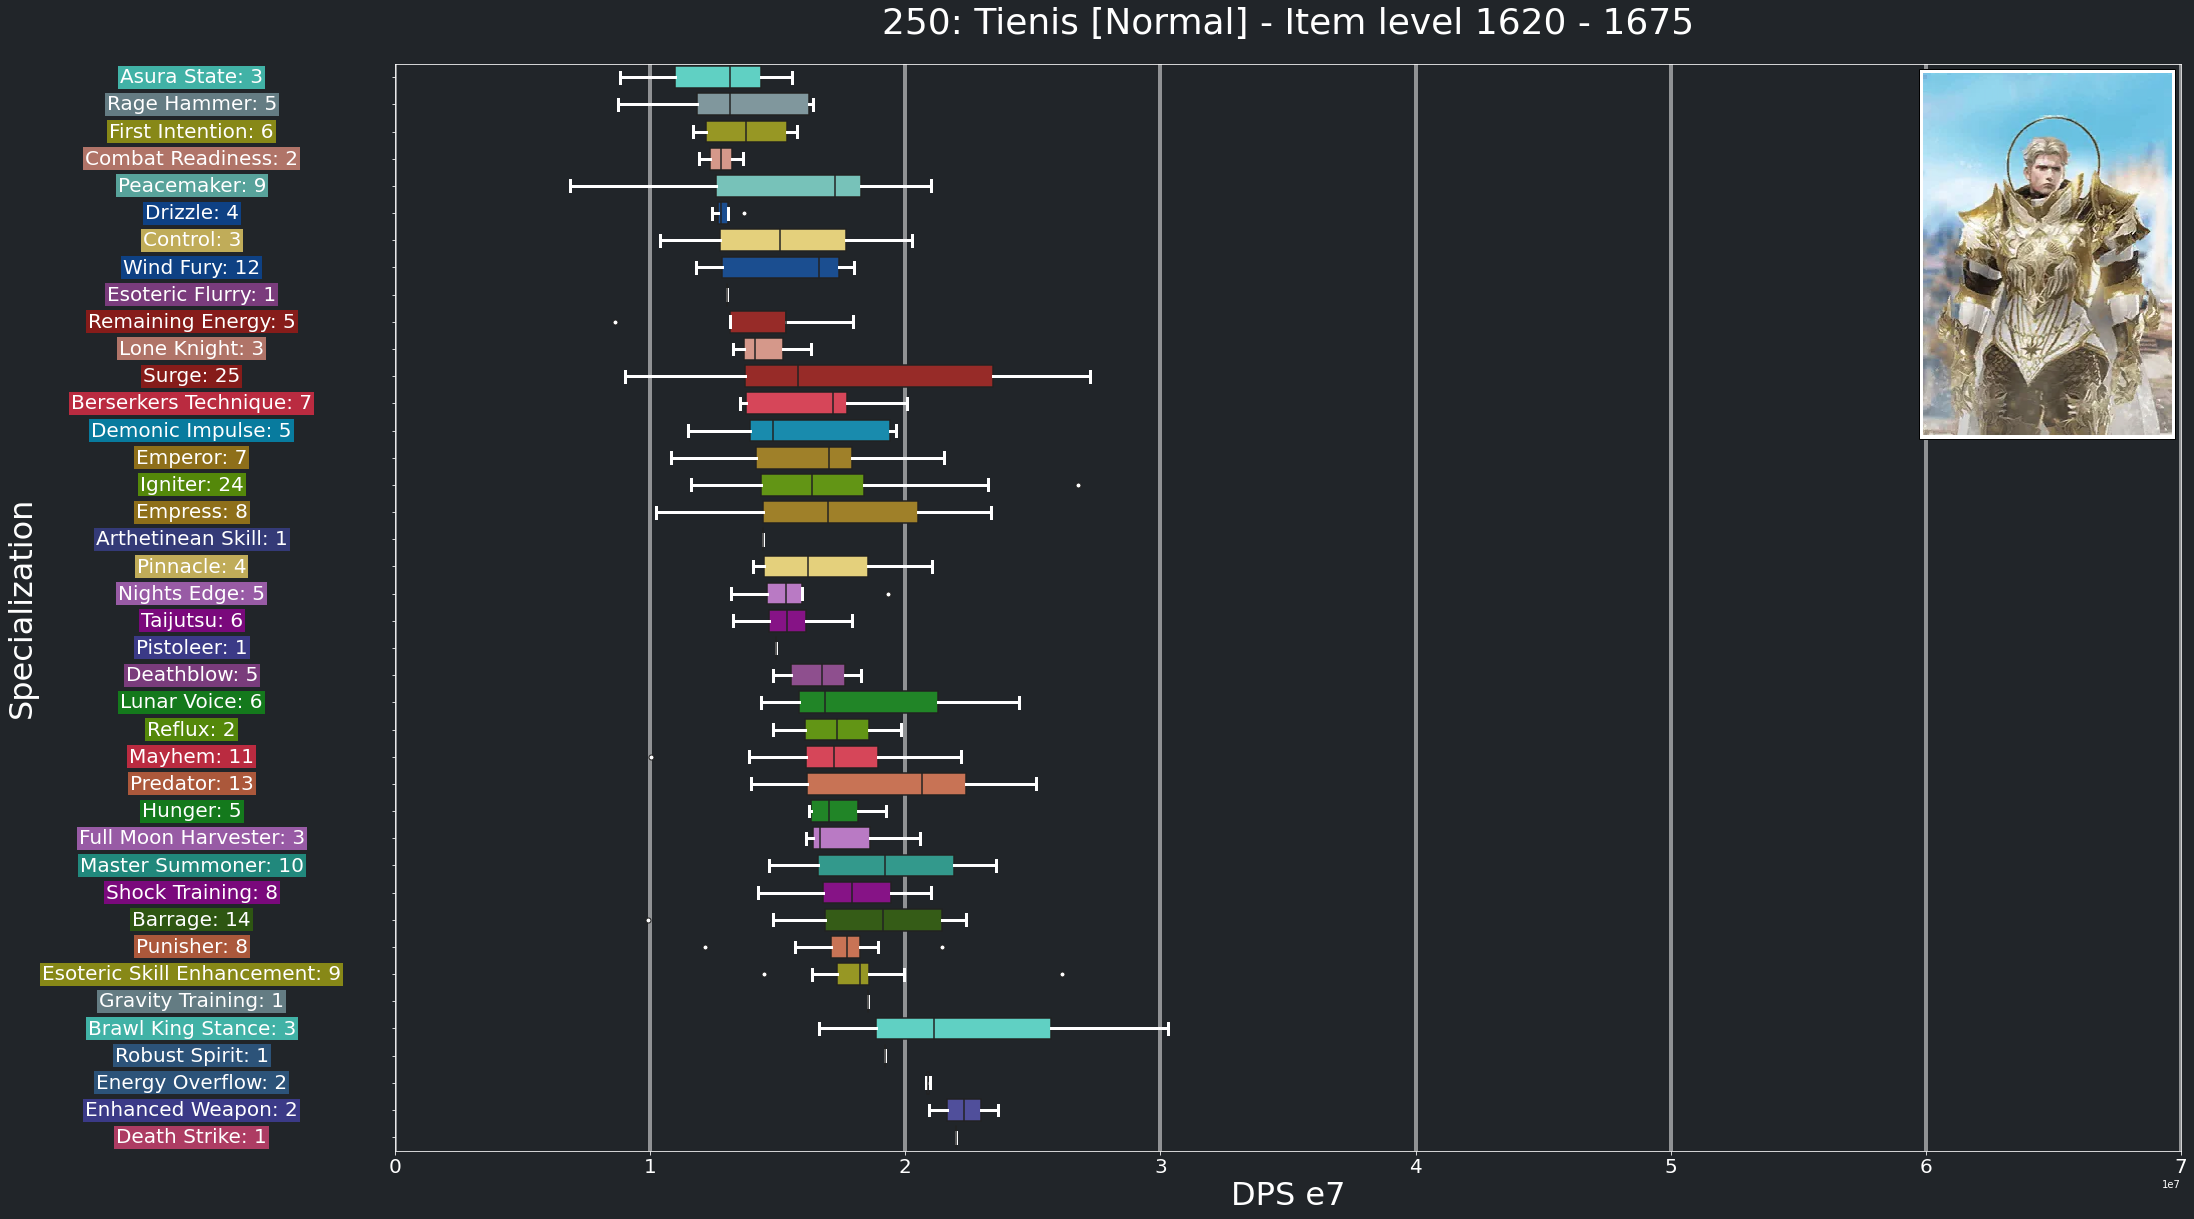 250: Tienis [Normal] - Item level 1620 - 1675
Specialization
Asura State: 3
Rage Hammer: 5
First Intention: 6
Combat Readiness: 2
Peacemaker: 9
Drizzle: 4
Control: 3
Wind Fury: 12
Esoteric Flurry: 1
Remaining Energy: 5
Lone Knight: 3
Surge: 25
Berserkers Technique: 7
Demonic Impulse: 5
Emperor: 7
Igniter: 24
Empress: 8
Arthetinean Skill: 1
Pinnacle: 4
Nights Edge: 5
Taijutsu: 6
Pistoleer: 1
Deathblow: 5
Lunar Voice: 6
Reflux: 2
Mayhem: 11
Predator: 13
Hunger: 5
Full Moon Harvester: 3
Master Summoner: 10
Shock Training: 8
Barrage: 14
Punisher: 8
Esoteric Skill Enhancement: 9
Gravity Training: 1
Brawl King Stance: 3
Robust Spirit: 1
Energy Overflow: 2
Enhanced Weapon: 2
Death Strike: 1
0 1 2 3 4 5 6 7
1e7
DPS e7